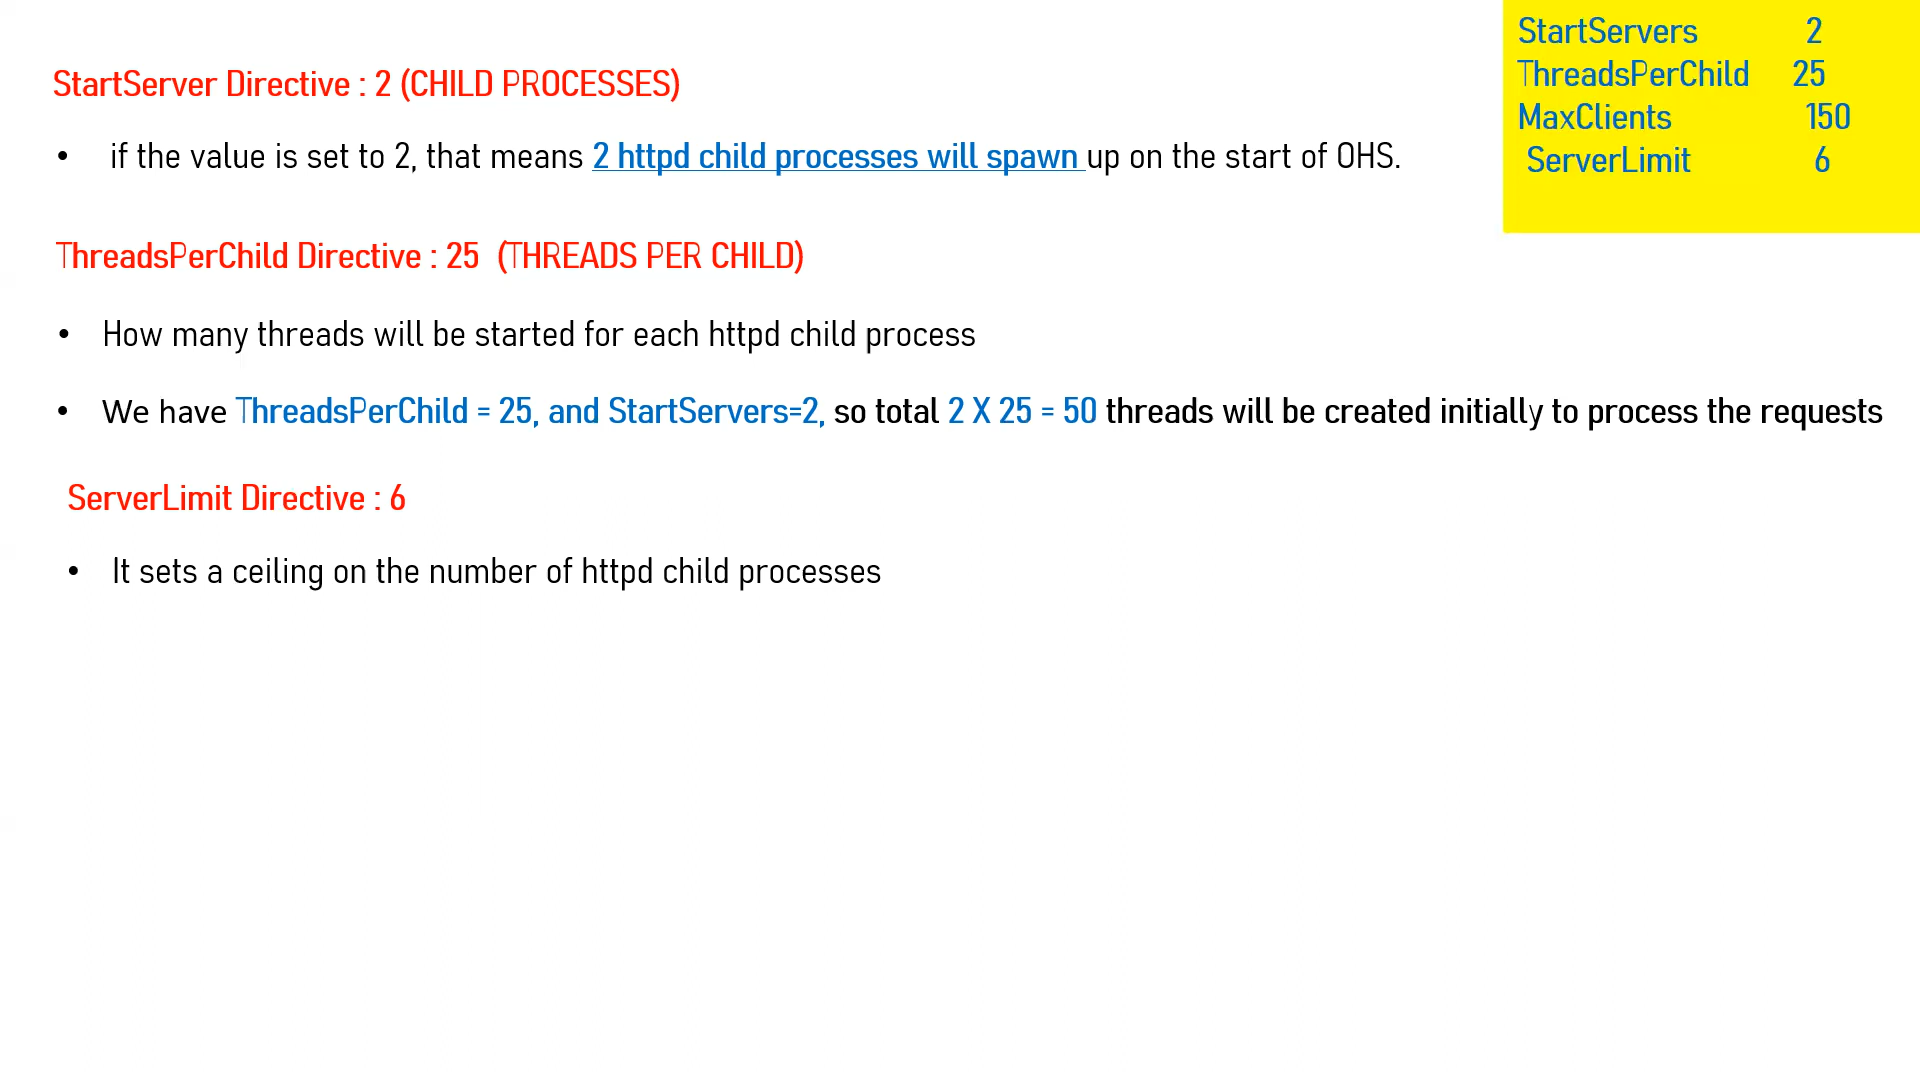 StartServers 2
ThreadsPerChild 25
MaxClients 150
ServerLimit 6
StartServer Directive : 2 (CHILD PROCESSES)
• if the value is set to 2, that means 2 httpd child processes will spawn up on the start of OHS.
ThreadsPerChild Directive : 25 (THREADS PER CHILD)
• How many threads will be started for each httpd child process
• We have ThreadsPerChild = 25, and StartServers=2, so total 2 X 25 = 50 threads will be created initially to process the requests
ServerLimit Directive : 6
• It sets a ceiling on the number of httpd child processes